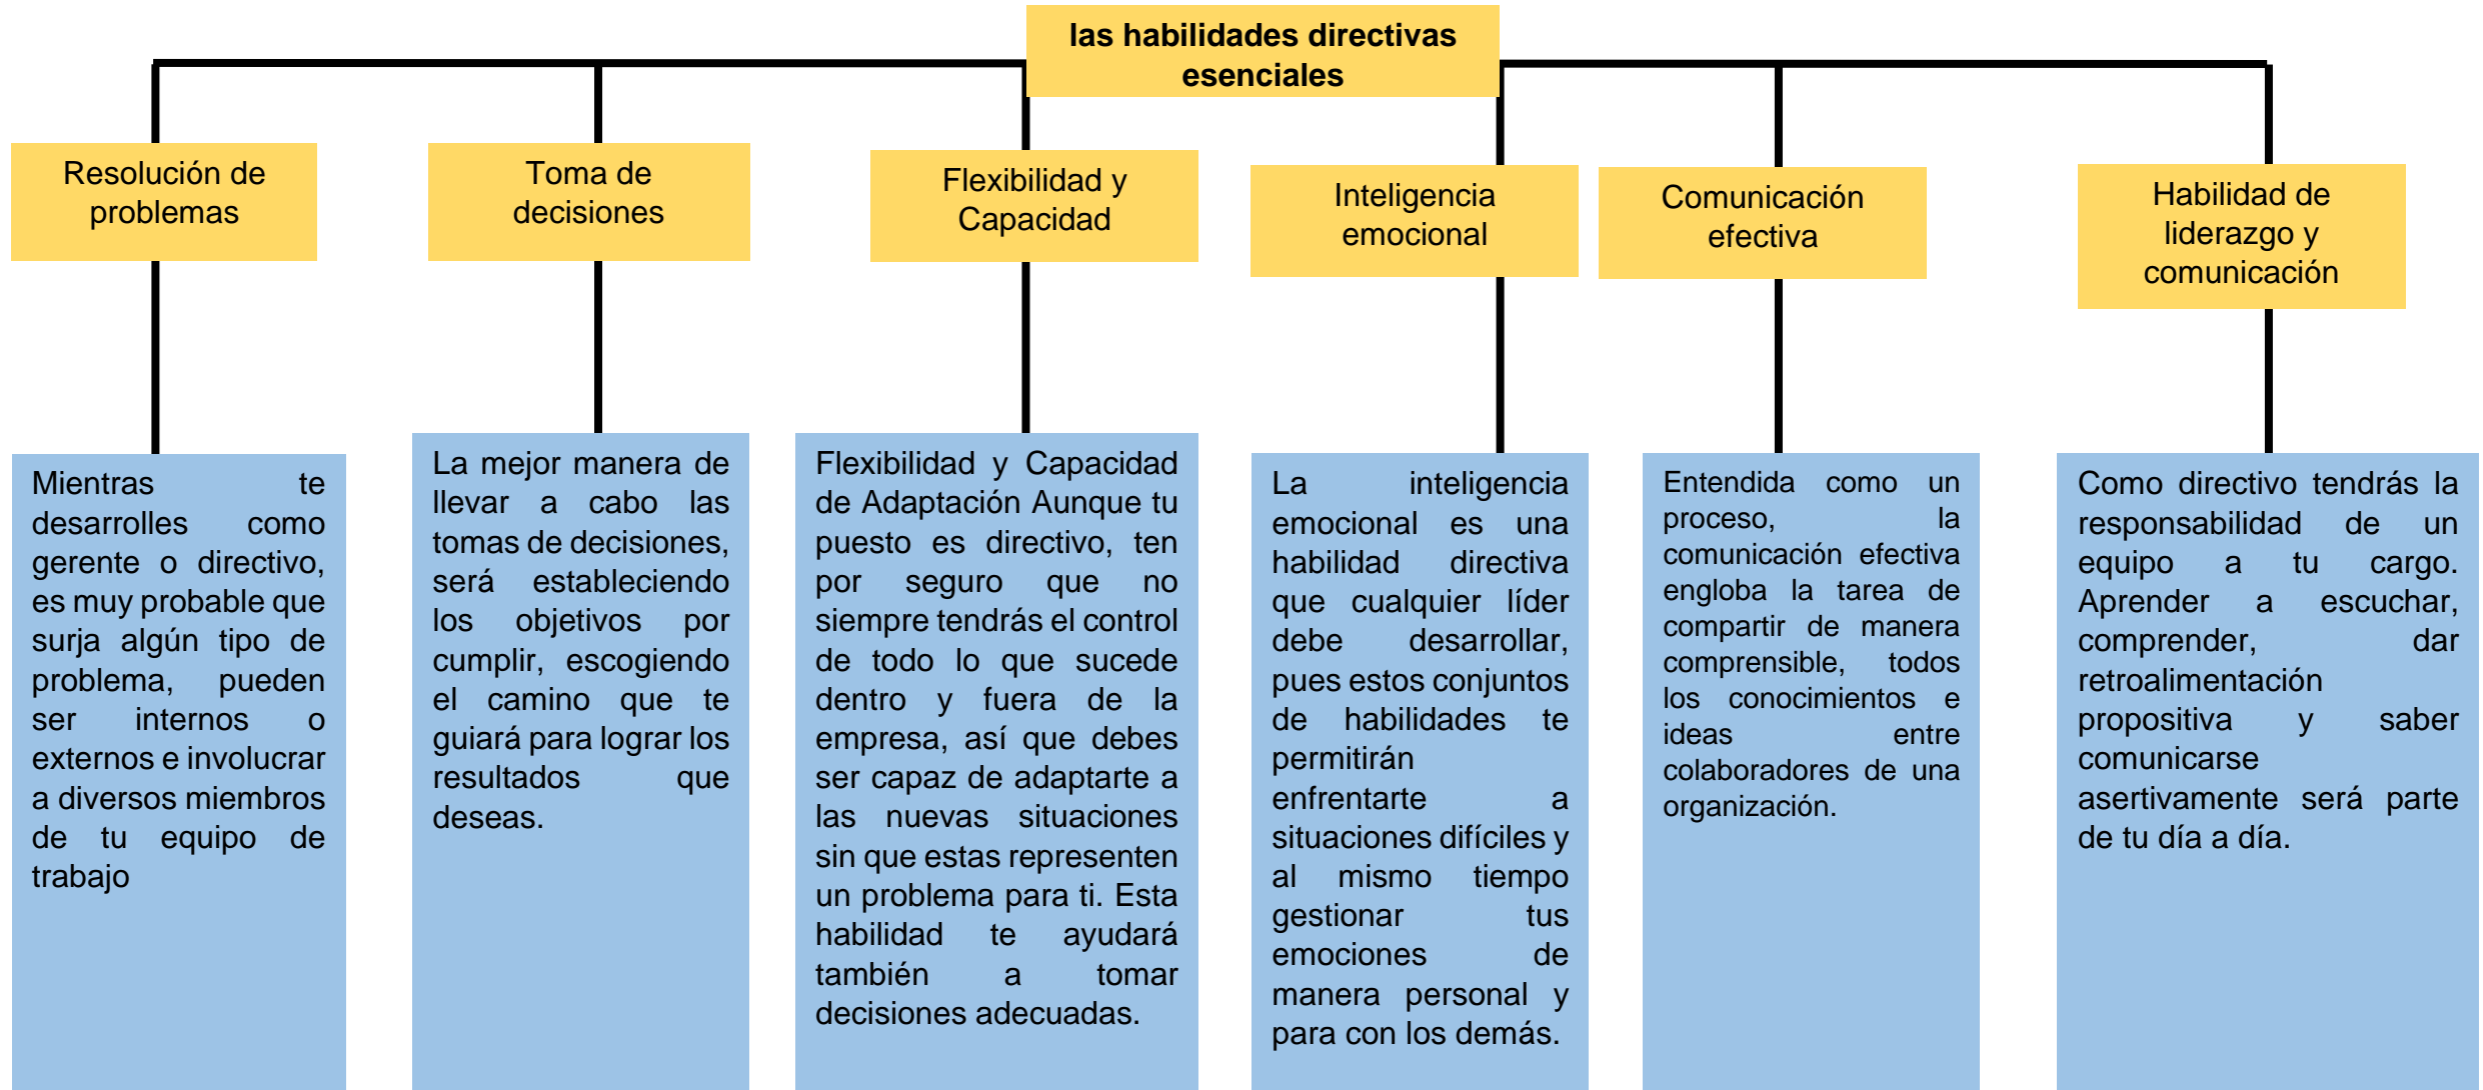 las habilidades directivas
esenciales
Resolución de
problemas
Toma de
decisiones
Flexibilidad y
Capacidad
Inteligencia
emocional
Comunicación
efectiva
Habilidad de
liderazgo y
comunicación
Mientras te
desarrolles como
gerente o directivo,
es muy probable que
surja algún tipo de
problema, pueden
ser internos o
externos e involucrar
a diversos miembros
de tu equipo de
trabajo
La mejor manera de
llevar a cabo las
tomas de decisiones,
será estableciendo
los objetivos por
cumplir, escogiendo
el camino que te
guiará para lograr los
resultados que
deseas.
Flexibilidad y Capacidad
de Adaptación Aunque tu
puesto es directivo, ten
por seguro que no
siempre tendrás el control
de todo lo que sucede
dentro y fuera de la
empresa, así que debes
ser capaz de adaptarte a
las nuevas situaciones
sin que estas representen
un problema para ti. Esta
habilidad te ayudará
también a tomar
decisiones adecuadas.
La inteligencia
emocional es una
habilidad directiva
que cualquier líder
debe desarrollar,
pues estos conjuntos
de habilidades te
permitirán
enfrentarte a
situaciones difíciles y
al mismo tiempo
gestionar tus
emociones de
manera personal y
para con los demás.
Entendida como un
proceso, la
comunicación efectiva
engloba la tarea de
compartir de manera
comprensible, todos
los conocimientos e
ideas entre
colaboradores de una
organización.
Como directivo tendrás la
responsabilidad de un
equipo a tu cargo.
Aprender a escuchar,
comprender, dar
retroalimentación
propositiva y saber
comunicarse
asertivamente será parte
de tu día a día.